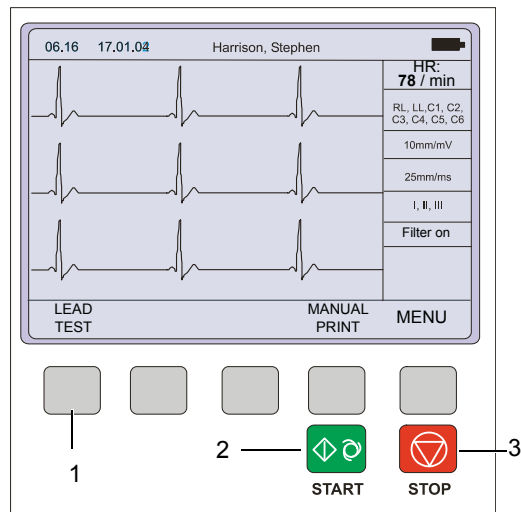 06.16 17.01.02 Harrison, Stephen
HR:
78 / min
RL, LL,C1, C2,
C3, C4, C5, C6
10mm/mV
25mm/ms
I, II, III
Filter on
LEAD
TEST
MANUAL
PRINT
MENU
1
2
3
START
STOP